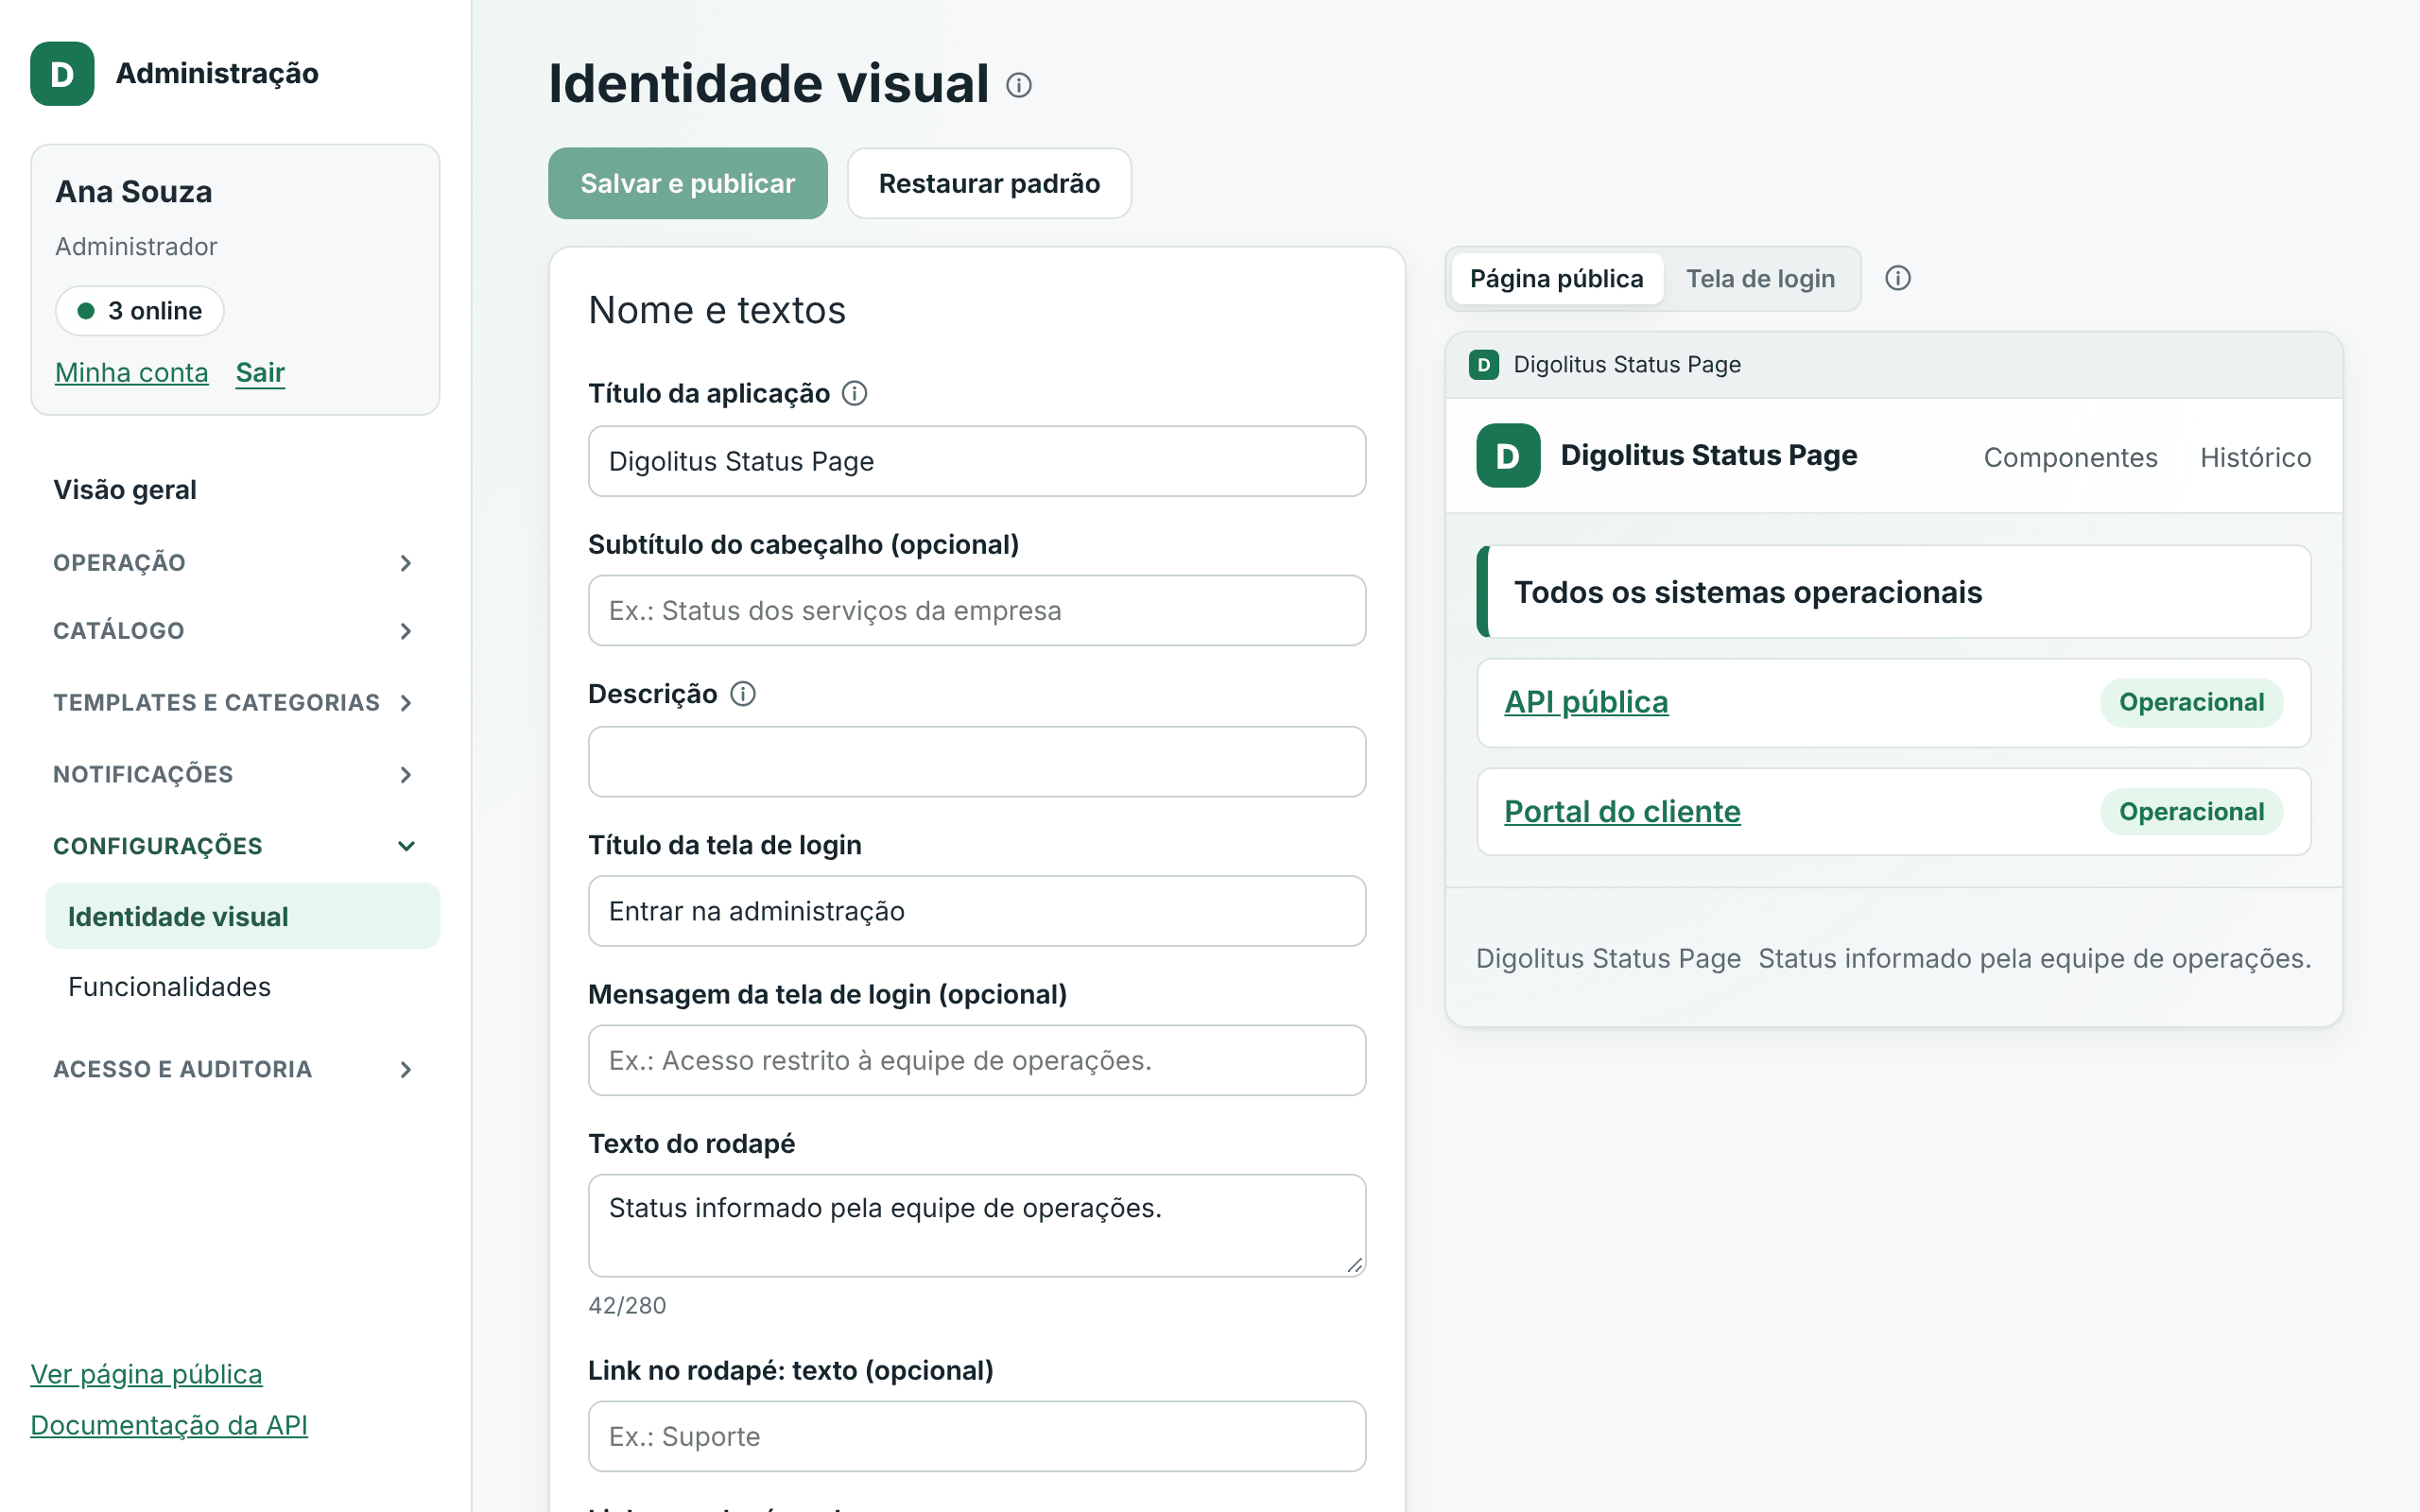 D Administração
Ana Souza
Administrador
3 online
Minha conta Sair
Visão geral
OPERAÇÃO
CATÁLOGO
TEMPLATES E CATEGORIAS
NOTIFICAÇÕES
CONFIGURAÇÕES
Identidade visual
Funcionalidades
ACESSO E AUDITORIA
Ver página pública
Documentação da API
Identidade visual
Salvar e publicar Restaurar padrão
Nome e textos
Título da aplicação
Digolitus Status Page
Subtítulo do cabeçalho (opcional)
Ex.: Status dos serviços da empresa
Descrição
Título da tela de login
Entrar na administração
Mensagem da tela de login (opcional)
Ex.: Acesso restrito à equipe de operações.
Texto do rodapé
Status informado pela equipe de operações.
42/280
Link no rodapé: texto (opcional)
Ex.: Suporte
Página pública Tela de login
D Digolitus Status Page
D Digolitus Status Page Componentes Histórico
Todos os sistemas operacionais
API pública Operacional
Portal do cliente Operacional
Digolitus Status Page Status informado pela equipe de operações.